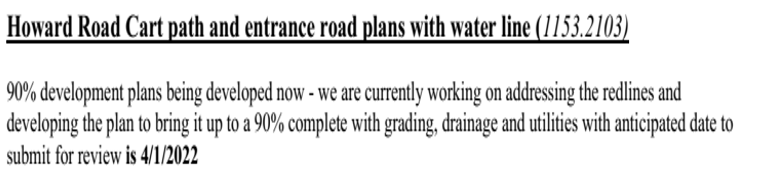 Howard Road Cart path and entrance road plans with water line (1153.2103)
90% development plans being developed now - we are currently working on addressing the redlines and
developing the plan to bring it up to a 90% complete with grading, drainage and utilities with anticipated date to
submit for review is 4/1/2022